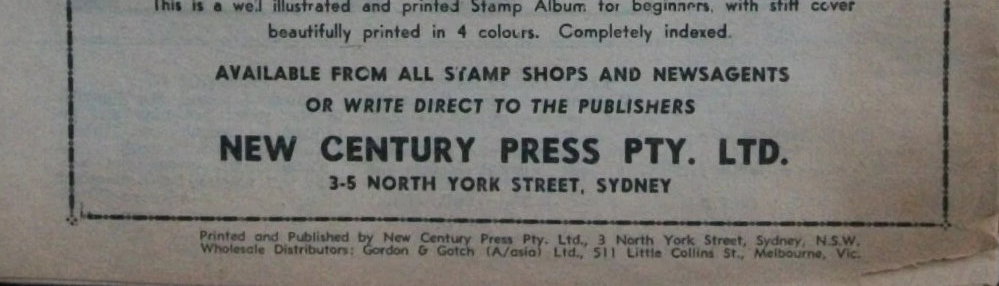 This is a well illustrated and printed Stamp Album for beginners, with stiff cover
beautifully printed in 4 colours. Completely indexed.
AVAILABLE FROM ALL STAMP SHOPS AND NEWSAGENTS
OR WRITE DIRECT TO THE PUBLISHERS
NEW CENTURY PRESS PTY. LTD.
3-5 NORTH YORK STREET, SYDNEY
Printed and Published by New Century Press Pty. Ltd., 3 North York Street, Sydney, N.S.W.
Wholesale Distributors: Gordon & Gotch (A/asia) Ltd., 511 Little Collins St., Melbourne, Vic.